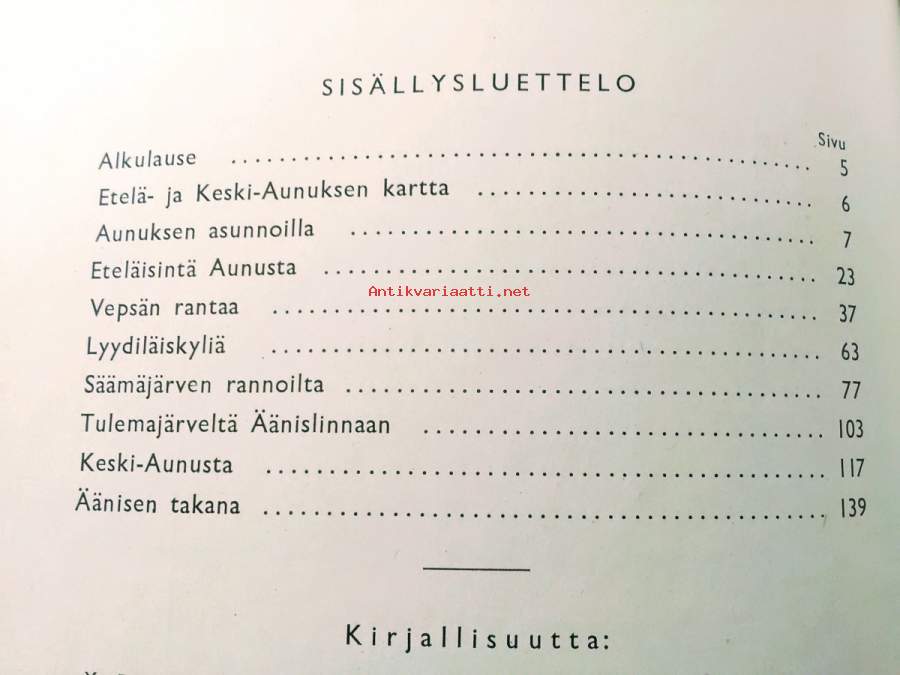 SISÄLLYSLUETTELO
Sivu
Alkulause 5
Etelä- ja Keski-Aunuksen kartta 6
Aunuksen asunnoilla 7
Eteläisintä Aunusta 23
Antikvariaatti.net
Vepsän rantaa 37
Lyydiläiskyliä 63
Säämäjärven rannoilta 77
Tulemajärveltä Äänislinnaan 103
Keski-Aunusta 117
Äänisen takana 139
Kirjallisuutta: